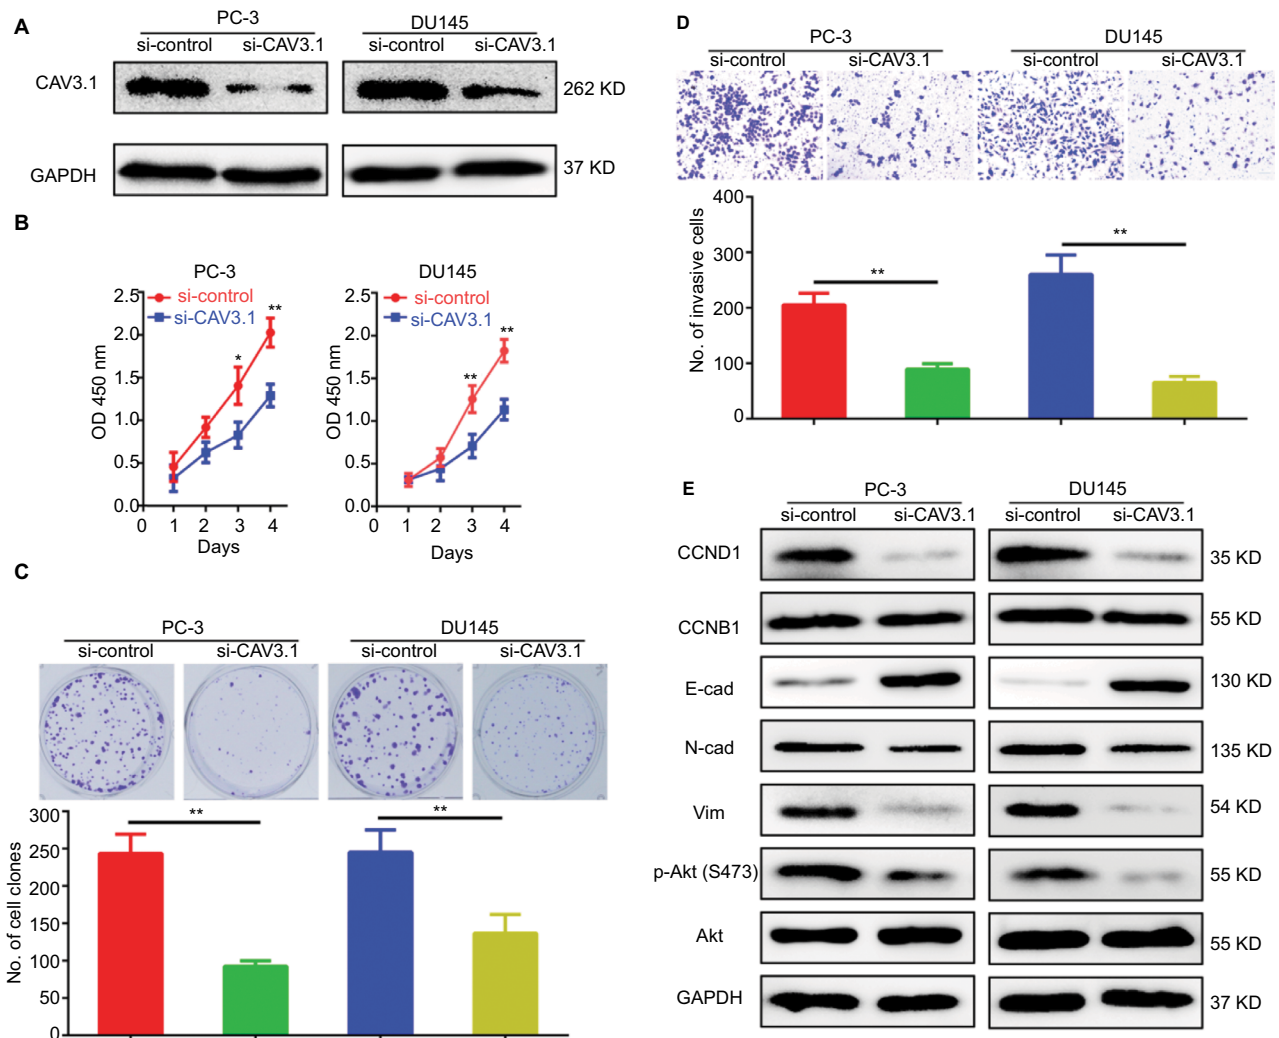 A
PC-3 DU145
si-control si-CAV3.1 si-control si-CAV3.1
CAV3.1 262 KD
GAPDH 37 KD
B
PC-3 DU145
2.5 si-control 2.5 si-control
si-CAV3.1 si-CAV3.1
** **
2.0 2.0
* **
1.5 1.5
OD 450 nm OD 450 nm
1.0 1.0
0.5 0.5
0.0 0.0
0 1 2 3 4 0 1 2 3 4
Days Days
C
PC-3 DU145
si-control si-CAV3.1 si-control si-CAV3.1
No. of cell clones
300
250
200
150
100
50
0
** **
D
PC-3 DU145
si-control si-CAV3.1 si-control si-CAV3.1
No. of invasive cells
400
300
200
100
0
** **
E
PC-3 DU145
si-control si-CAV3.1 si-control si-CAV3.1
CCND1 35 KD
CCNB1 55 KD
E-cad 130 KD
N-cad 135 KD
Vim 54 KD
p-Akt (S473) 55 KD
Akt 55 KD
GAPDH 37 KD